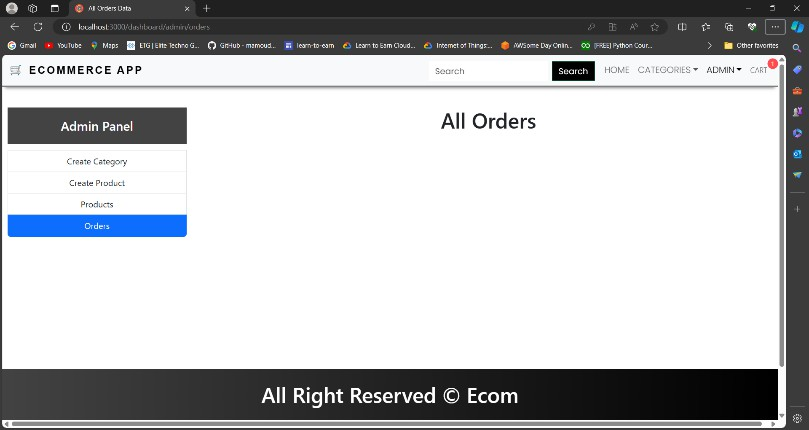 All Orders Data
localhost:3000/dashboard/admin/orders
Gmail YouTube Maps ETG | Elite Techno G... GitHub - mamoud... learn-to-earn Learn to Earn Cloud... Internet of Things:... AWSome Day Onlin... [FREE] Python Cour... Other favorites
ECOMMERCE APP Search Search HOME CATEGORIES ADMIN CART 1
Admin Panel
All Orders
Create Category
Create Product
Products
Orders
All Right Reserved © Ecom